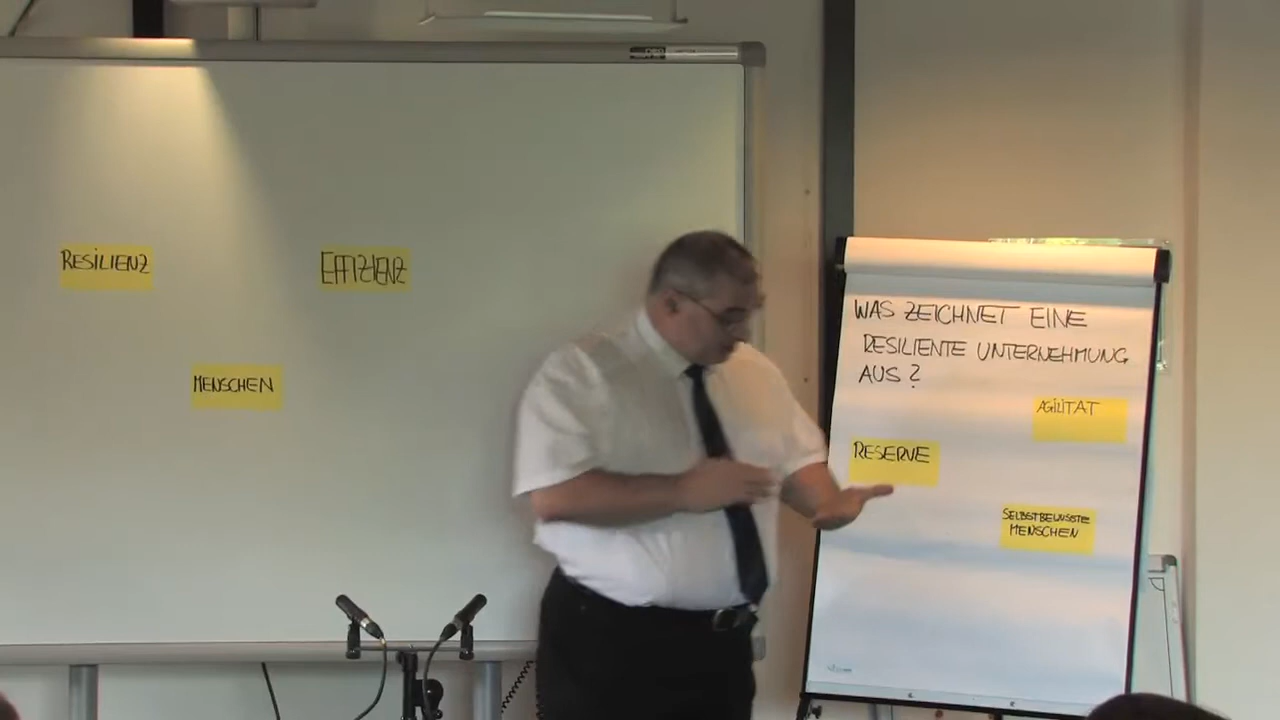 RESILIENZ
EFFIZIENZ
MENSCHEN
WAS ZEICHNET EINE
RESILIENTE UNTERNEHMUNG
AUS?
AGILITAT
RESERVE
SELBSTBEWUSSTE
MENSCHEN